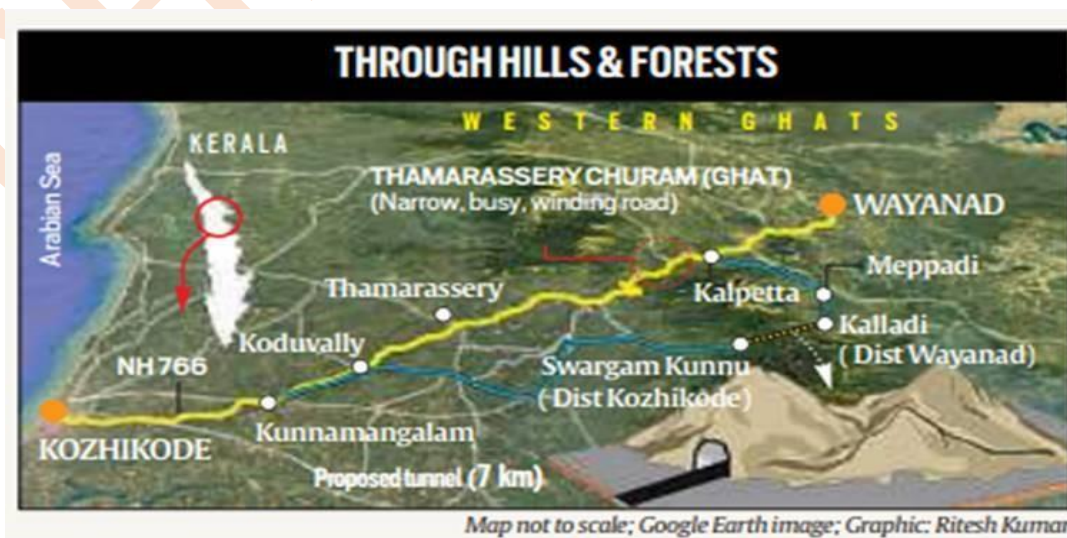 THROUGH HILLS & FORESTS
WESTERN GHATS
KERALA
Arabian Sea
THAMARASSERY CHURAM (GHAT)
(Narrow, busy, winding road)
WAYANAD
Meppadi
Thamarassery
Kalpetta
Koduvally
Kalladi
(Dist Wayanad)
NH 766
Swargam Kunnu
(Dist Kozhikode)
KOZHIKODE
Kunnamangalam
Proposed tunnel (7 km)
Map not to scale; Google Earth image; Graphic: Ritesh Kumar